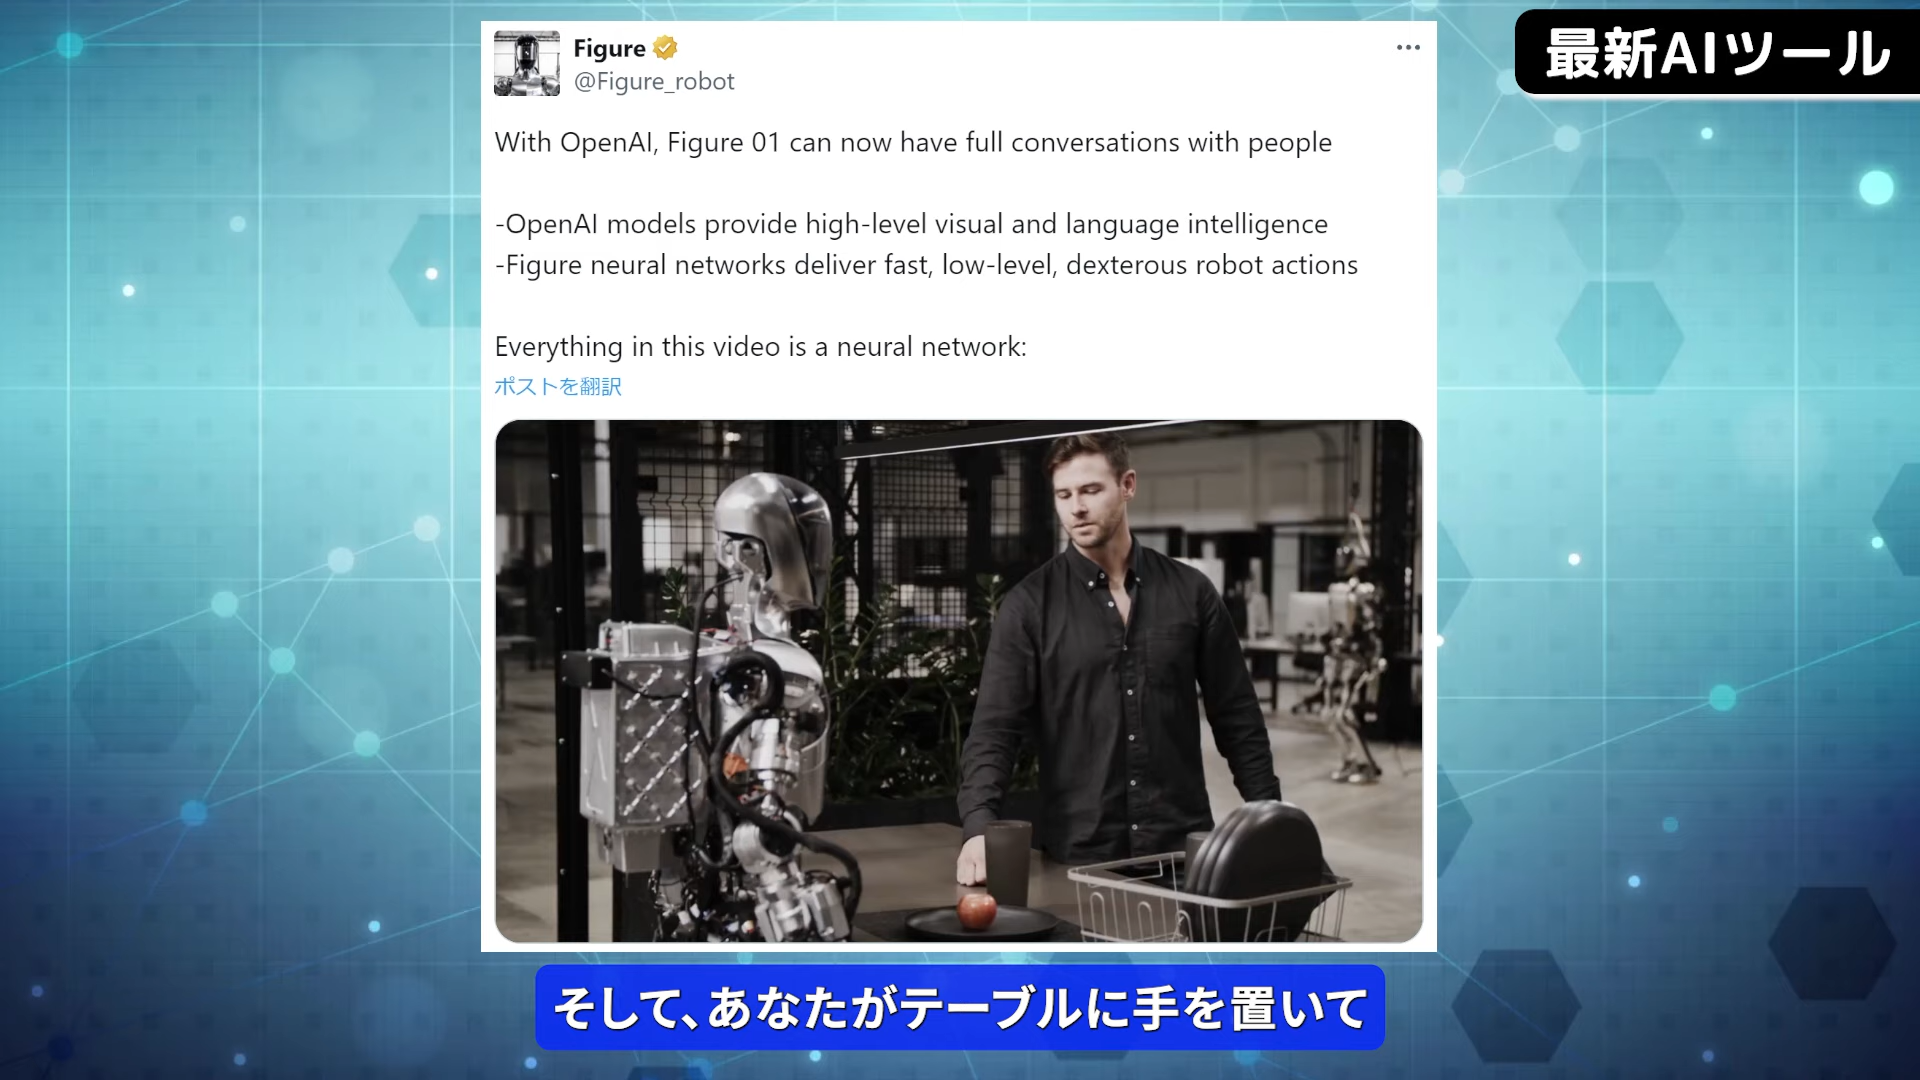 最新AIツール
Figure
@Figure_robot
With OpenAI, Figure 01 can now have full conversations with people
-OpenAI models provide high-level visual and language intelligence
-Figure neural networks deliver fast, low-level, dexterous robot actions
Everything in this video is a neural network:
ポストを翻訳
そして、あなたがテーブルに手を置いて